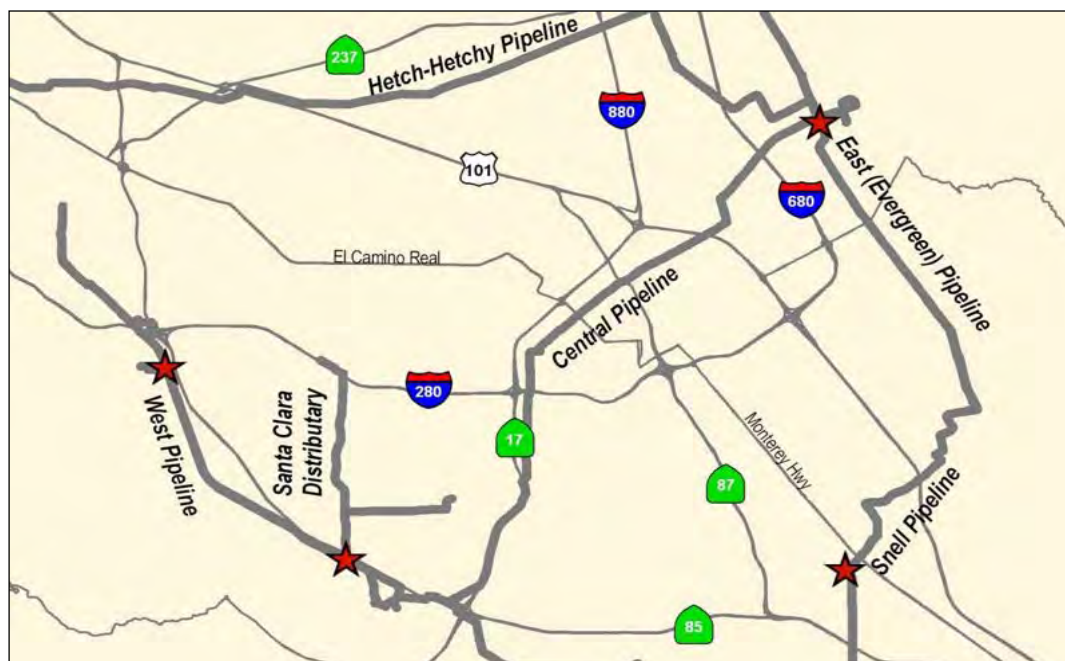 237
Hetch-Hetchy Pipeline
880
101
680
East (Evergreen) Pipeline
El Camino Real
Central Pipeline
280
West Pipeline
Santa Clara
Distributary
17
Monterey Hwy
87
Snell Pipeline
85